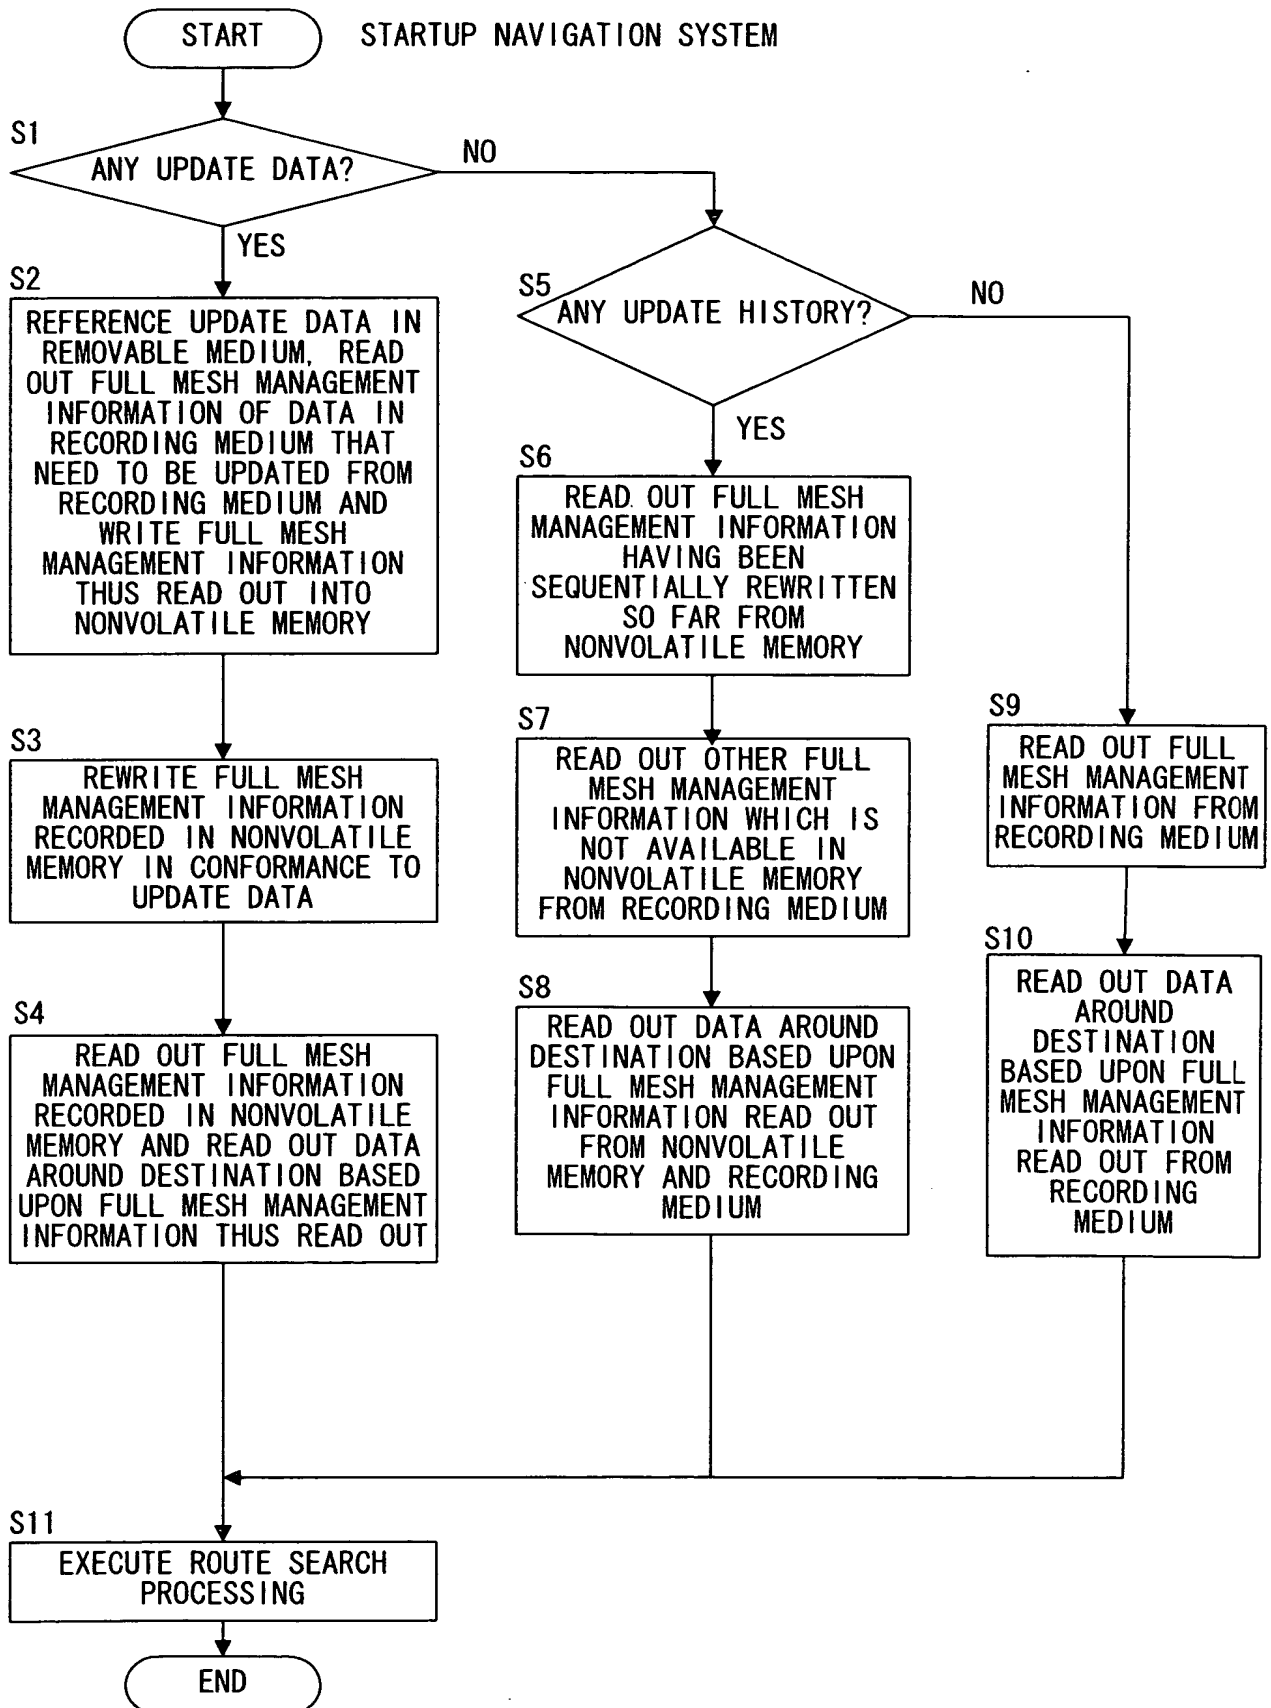 START
STARTUP NAVIGATION SYSTEM
S1
ANY UPDATE DATA?
NO
YES
S2
REFERENCE UPDATE DATA IN
REMOVABLE MEDIUM, READ
OUT FULL MESH MANAGEMENT
INFORMATION OF DATA IN
RECORDING MEDIUM THAT
NEED TO BE UPDATED FROM
RECORDING MEDIUM AND
WRITE FULL MESH
MANAGEMENT INFORMATION
THUS READ OUT INTO
NONVOLATILE MEMORY
S3
REWRITE FULL MESH
MANAGEMENT INFORMATION
RECORDED IN NONVOLATILE
MEMORY IN CONFORMANCE TO
UPDATE DATA
S4
READ OUT FULL MESH
MANAGEMENT INFORMATION
RECORDED IN NONVOLATILE
MEMORY AND READ OUT DATA
AROUND DESTINATION BASED
UPON FULL MESH MANAGEMENT
INFORMATION THUS READ OUT
S5
ANY UPDATE HISTORY?
NO
YES
S6
READ OUT FULL MESH
MANAGEMENT INFORMATION
HAVING BEEN
SEQUENTIALLY REWRITTEN
SO FAR FROM
NONVOLATILE MEMORY
S7
READ OUT OTHER FULL
MESH MANAGEMENT
INFORMATION WHICH IS
NOT AVAILABLE IN
NONVOLATILE MEMORY
FROM RECORDING MEDIUM
S8
READ OUT DATA AROUND
DESTINATION BASED UPON
FULL MESH MANAGEMENT
INFORMATION READ OUT
FROM NONVOLATILE
MEMORY AND RECORDING
MEDIUM
S9
READ OUT FULL
MESH MANAGEMENT
INFORMATION FROM
RECORDING MEDIUM
S10
READ OUT DATA
AROUND
DESTINATION
BASED UPON FULL
MESH MANAGEMENT
INFORMATION
READ OUT FROM
RECORDING
MEDIUM
S11
EXECUTE ROUTE SEARCH
PROCESSING
END